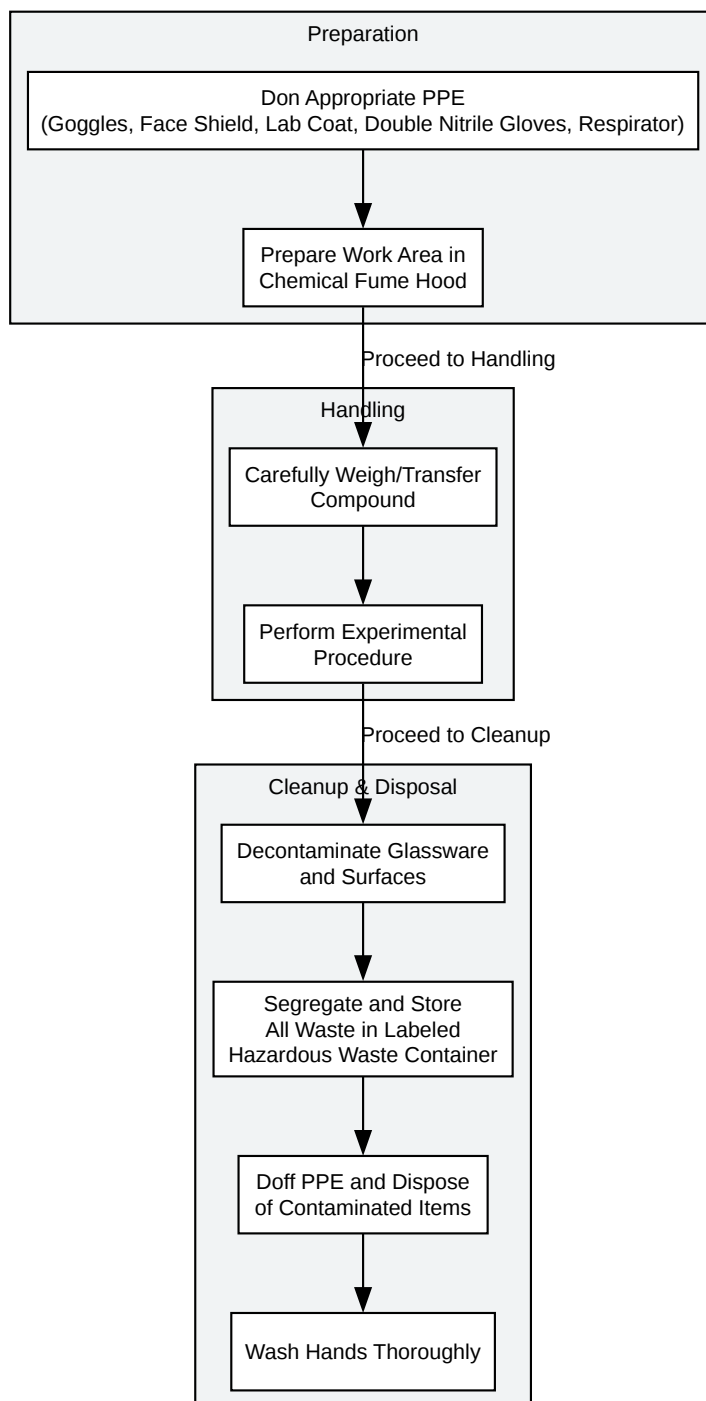 Preparation
Don Appropriate PPE
(Goggles, Face Shield, Lab Coat, Double Nitrile Gloves, Respirator)
Prepare Work Area in
Chemical Fume Hood
Proceed to Handling
Handling
Carefully Weigh/Transfer
Compound
Perform Experimental
Procedure
Proceed to Cleanup
Cleanup & Disposal
Decontaminate Glassware
and Surfaces
Segregate and Store
All Waste in Labeled
Hazardous Waste Container
Doff PPE and Dispose
of Contaminated Items
Wash Hands Thoroughly